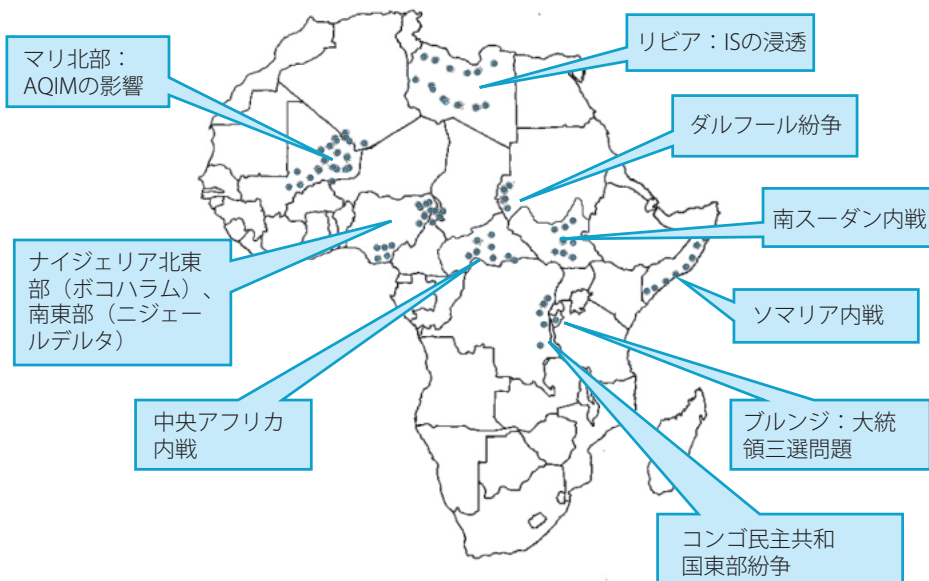 マリ北部：
AQIMの影響
リビア：ISの浸透
ダルフール紛争
南スーダン内戦
ナイジェリア北東
部（ボコハラム）、
南東部（ニジェー
ルデルタ）
ソマリア内戦
中央アフリカ
内戦
ブルンジ：大統
領三選問題
コンゴ民主共和
国東部紛争